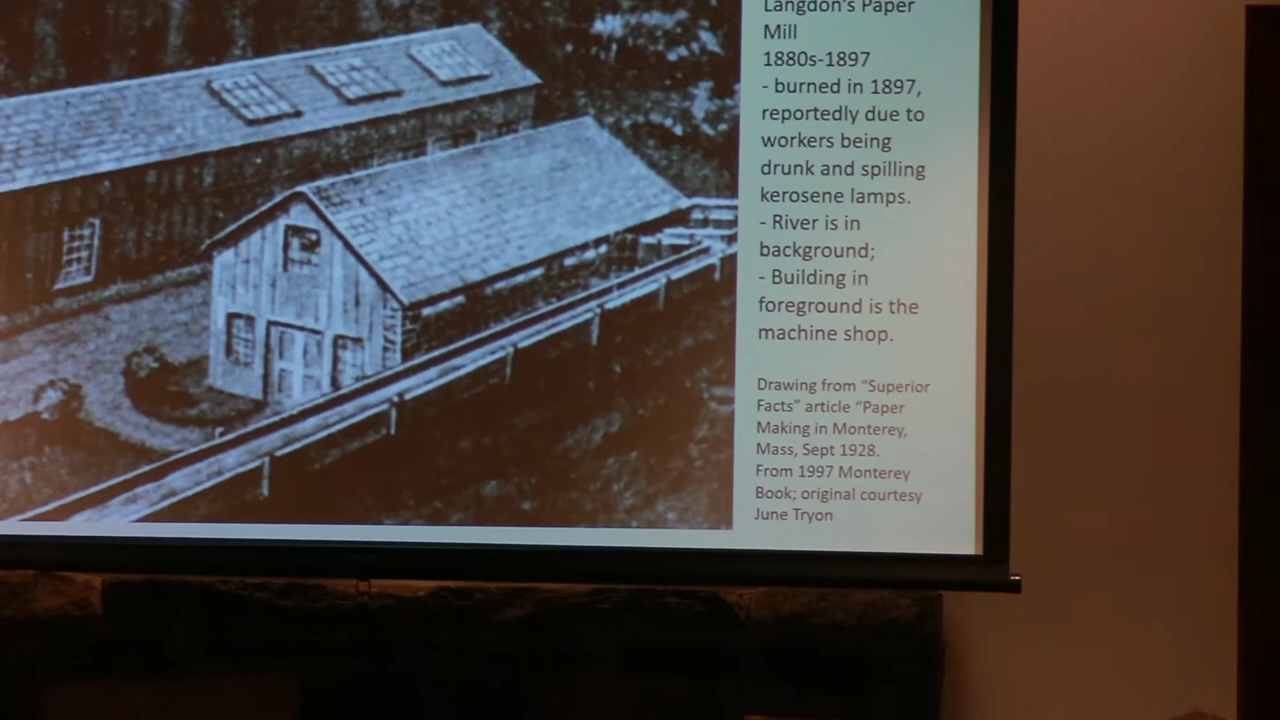 Langdon's Paper
Mill
1880s-1897
- burned in 1897,
reportedly due to
workers being
drunk and spilling
kerosene lamps.
- River is in
background;
- Building in
foreground is the
machine shop.
Drawing from “Superior
Facts” article “Paper
Making in Monterey,
Mass, Sept 1928.
From 1997 Monterey
Book; original courtesy
June Tryon